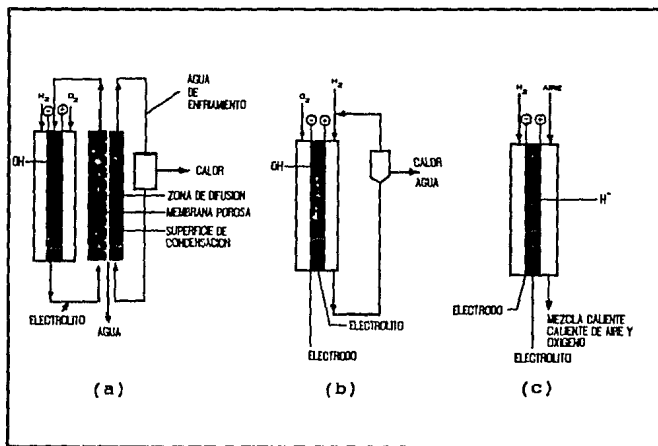 AGUA
DE
ENFRIAMIENTO
H₂
O₂
OH
CALOR
ZONA DE DIFUSION
MEMBRANA POROSA
SUPERFICIE DE
CONDENSACION
ELECTROLITO
AGUA
(a)
H₂
O₂
OH
CALOR
AGUA
ELECTROLITO
ELECTRODO
(b)
H₂
AIRE
H⁻
ELECTRODO
MEZCLA CALIENTE
CALIENTE DE AIRE Y
OXIGENO
ELECTROLITO
(c)